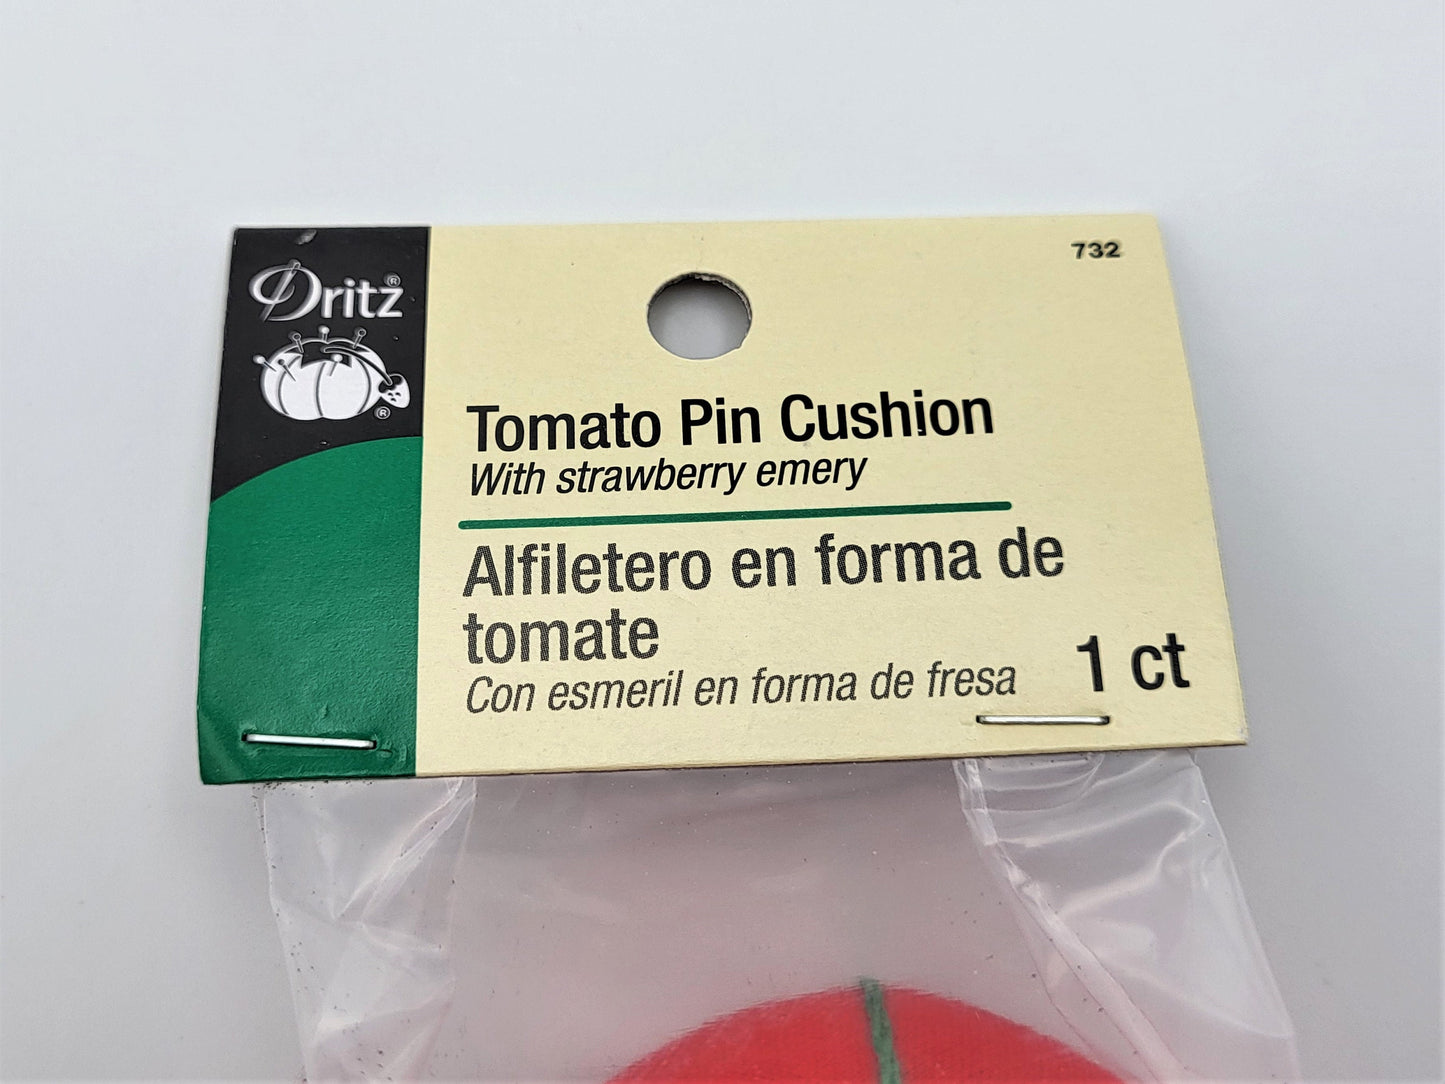 Dritz®
®
732
Tomato Pin Cushion
With strawberry emery
Alfiletero en forma de
tomate
Con esmeril en forma de fresa
1 ct